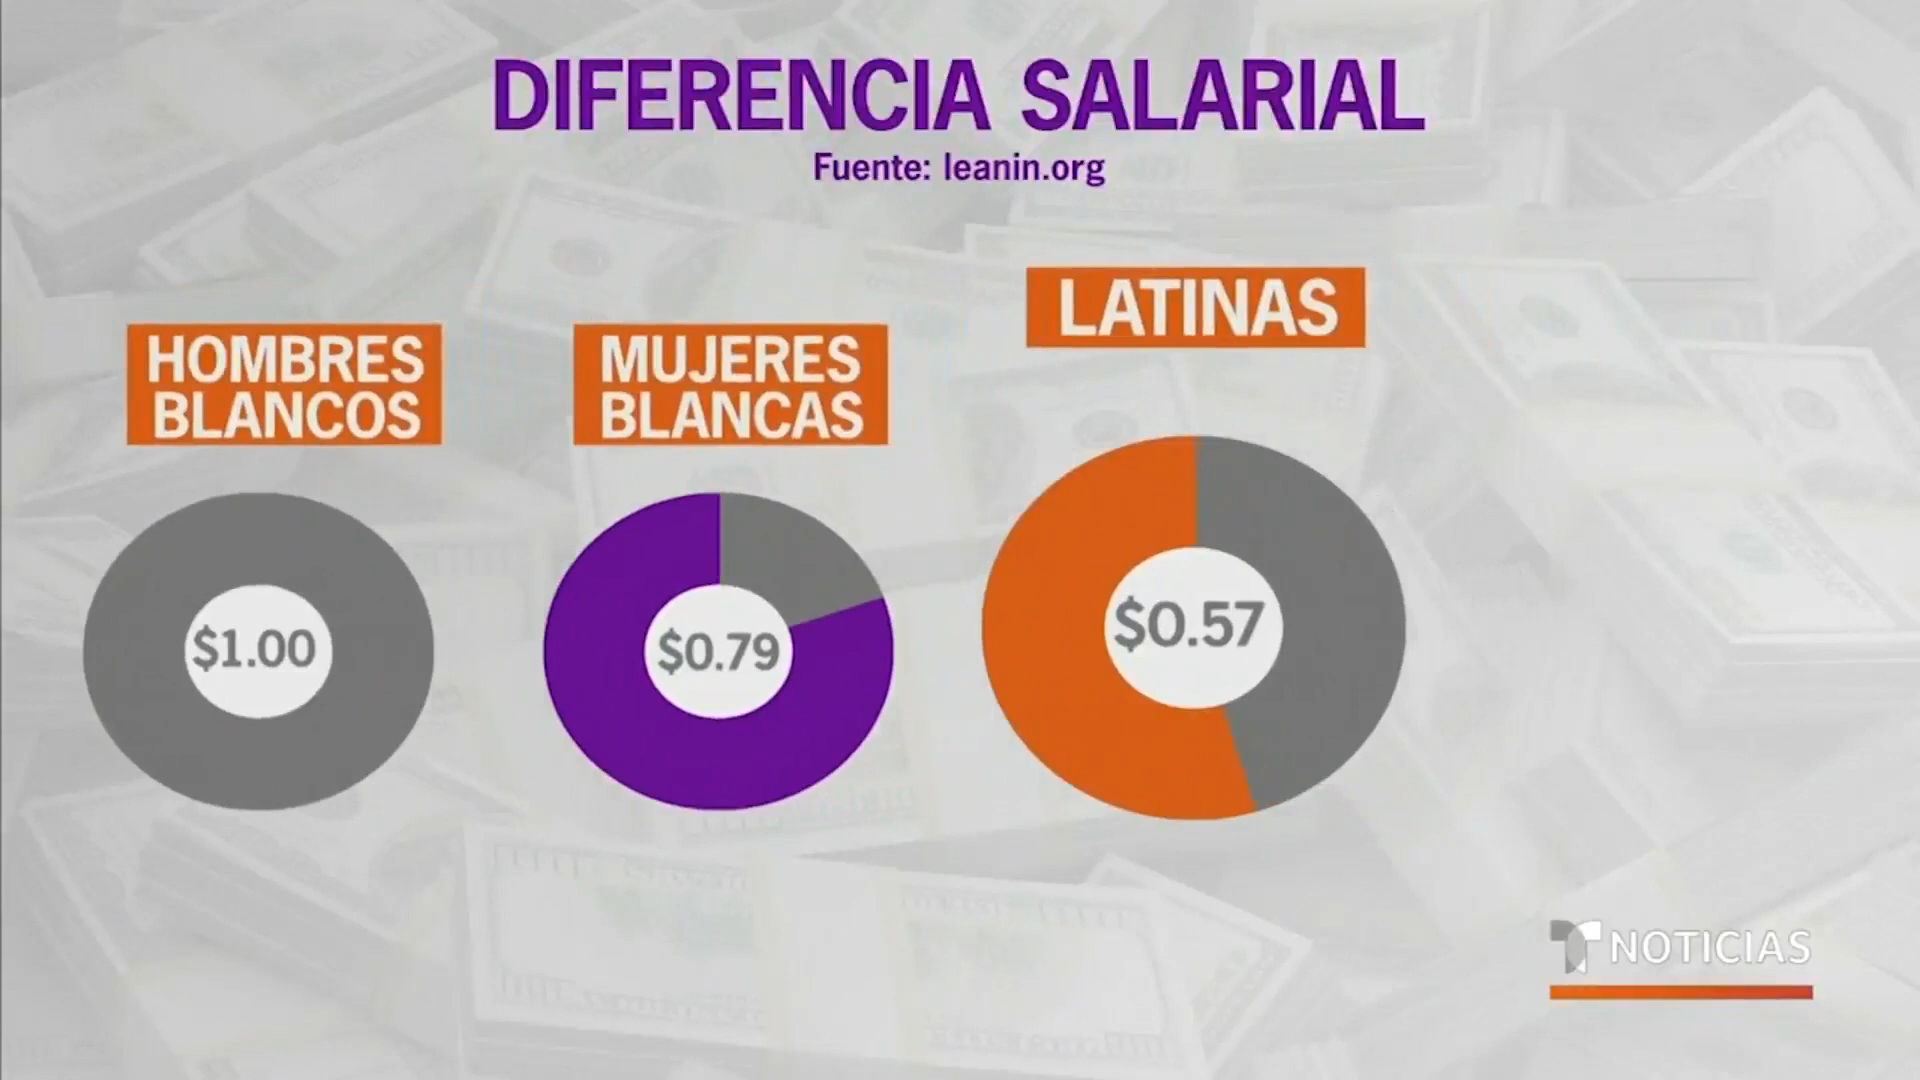 DIFERENCIA SALARIAL
Fuente: leanin.org
HOMBRES
BLANCOS
$1.00
MUJERES
BLANCAS
$0.79
LATINAS
$0.57
NOTICIAS